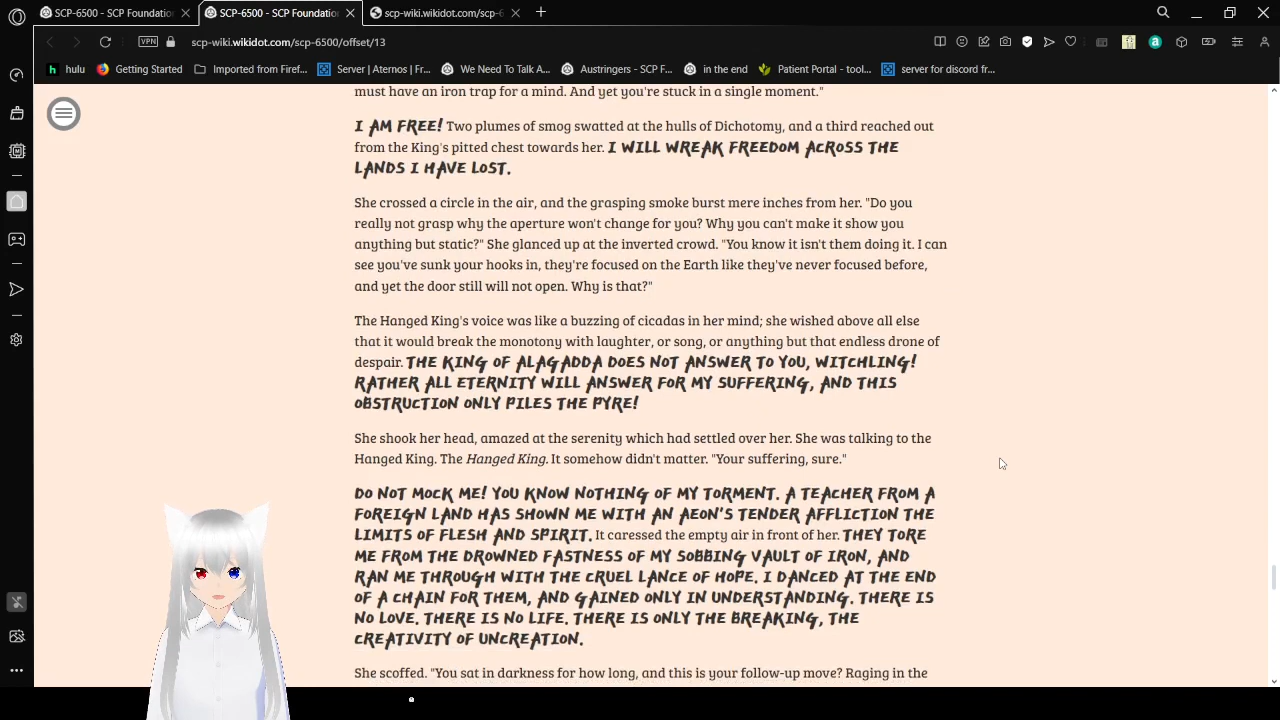 SCP-6500 - SCP Foundation
SCP-6500 - SCP Foundation
scp-wiki.wikidot.com/scp-6
VPN
scp-wiki.wikidot.com/scp-6500/offset/13
hulu
Getting Started
Imported from Firef...
Server | Aternos | Fr...
We Need To Talk A...
Austringers - SCP F...
in the end
Patient Portal - tool...
server for discord fr...
must have an iron trap for a mind. And yet you're stuck in a single moment."
I AM FREE! Two plumes of smog swatted at the hulls of Dichotomy, and a third reached out
from the King's pitted chest towards her. I WILL WREAK FREEDOM ACROSS THE
LANDS I HAVE LOST.
She crossed a circle in the air, and the grasping smoke burst mere inches from her. "Do you
really not grasp why the aperture won't change for you? Why you can't make it show you
anything but static?" She glanced up at the inverted crowd. "You know it isn't them doing it. I can
see you've sunk your hooks in, they're focused on the Earth like they've never focused before,
and yet the door still will not open. Why is that?"
The Hanged King's voice was like a buzzing of cicadas in her mind; she wished above all else
that it would break the monotony with laughter, or song, or anything but that endless drone of
despair. THE KING OF ALAGADDA DOES NOT ANSWER TO YOU, WITCHLING!
RATHER ALL ETERNITY WILL ANSWER FOR MY SUFFERING, AND THIS
OBSTRUCTION ONLY PILES THE PYRE!
She shook her head, amazed at the serenity which had settled over her. She was talking to the
Hanged King. The Hanged King. It somehow didn't matter. "Your suffering, sure."
DO NOT MOCK ME! YOU KNOW NOTHING OF MY TORMENT. A TEACHER FROM A
FOREIGN LAND HAS SHOWN ME WITH AN AEON'S TENDER AFFLICTION THE
LIMITS OF FLESH AND SPIRIT. It caressed the empty air in front of her. THEY TORE
ME FROM THE DROWNED FASTNESS OF MY SOBBING VAULT OF IRON, AND
RAN ME THROUGH WITH THE CRUEL LANCE OF HOPE. I DANCED AT THE END
OF A CHAIN FOR THEM, AND GAINED ONLY IN UNDERSTANDING. THERE IS
NO LOVE. THERE IS NO LIFE. THERE IS ONLY THE BREAKING, THE
CREATIVITY OF UNCREATION.
She scoffed. "You sat in darkness for how long, and this is your follow-up move? Raging in the